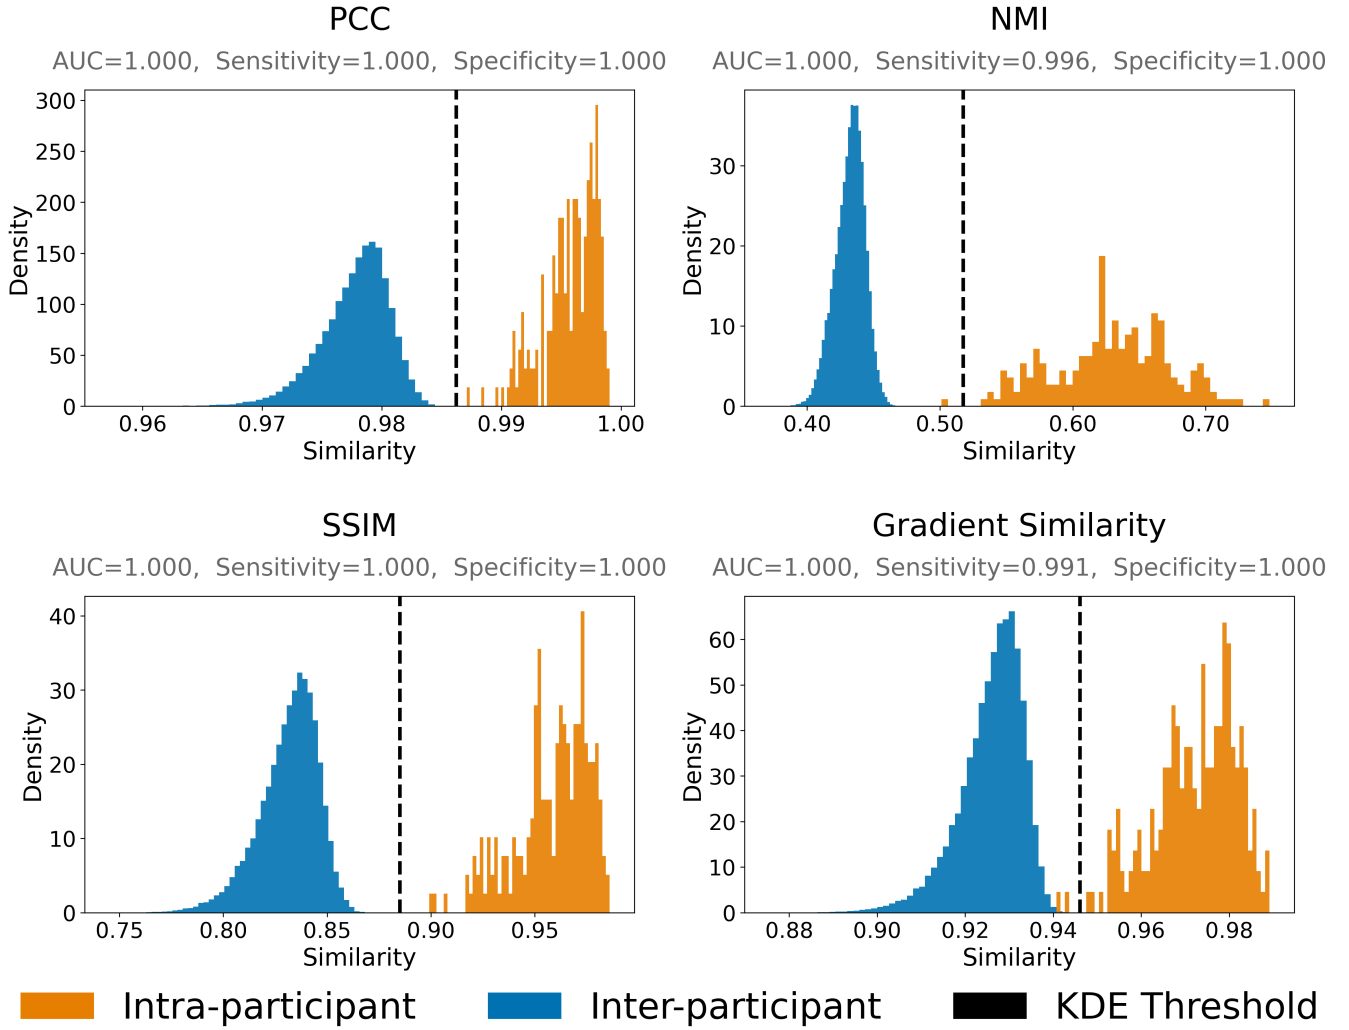 PCC
AUC=1.000,  Sensitivity=1.000,  Specificity=1.000
300
250
200
150
100
50
0
Density
0.96 0.97 0.98 0.99 1.00
Similarity
NMI
AUC=1.000,  Sensitivity=0.996,  Specificity=1.000
30
20
10
0
Density
0.40 0.50 0.60 0.70
Similarity
SSIM
AUC=1.000,  Sensitivity=1.000,  Specificity=1.000
40
30
20
10
0
Density
0.75 0.80 0.85 0.90 0.95
Similarity
Gradient Similarity
AUC=1.000,  Sensitivity=0.991,  Specificity=1.000
60
50
40
30
20
10
0
Density
0.88 0.90 0.92 0.94 0.96 0.98
Similarity
Intra-participant Inter-participant KDE Threshold